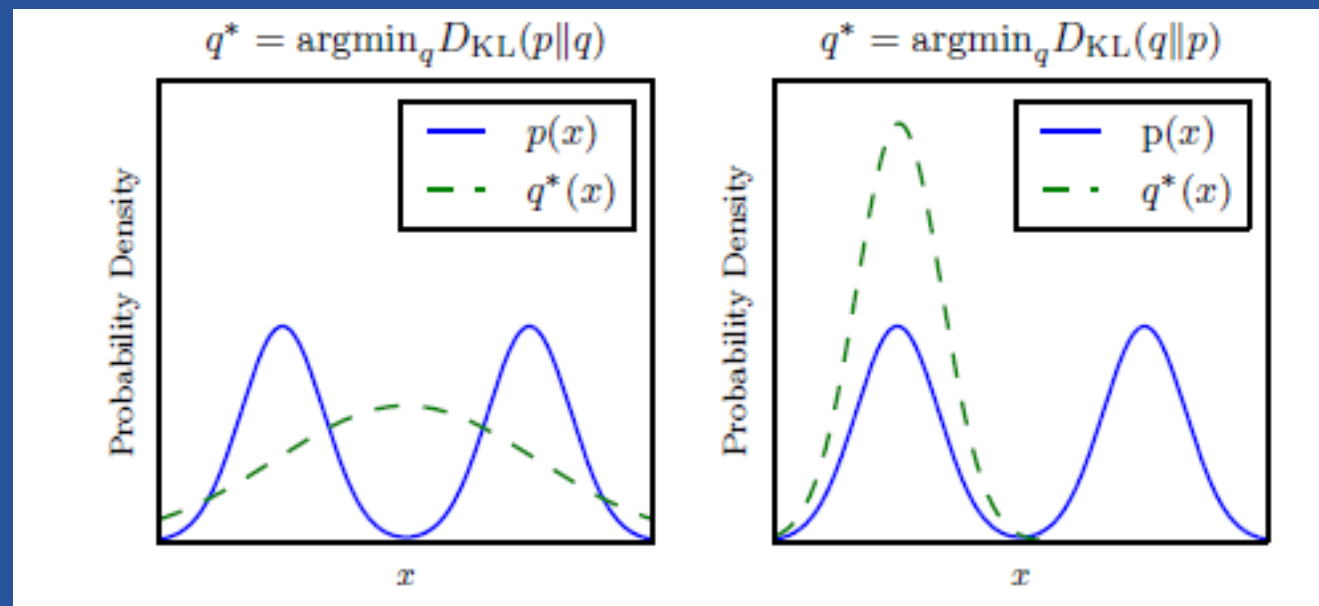 q* = argmin_q D_KL(p‖q)
p(x)
q*(x)
Probability Density
x
q* = argmin_q D_KL(q‖p)
p(x)
q*(x)
Probability Density
x